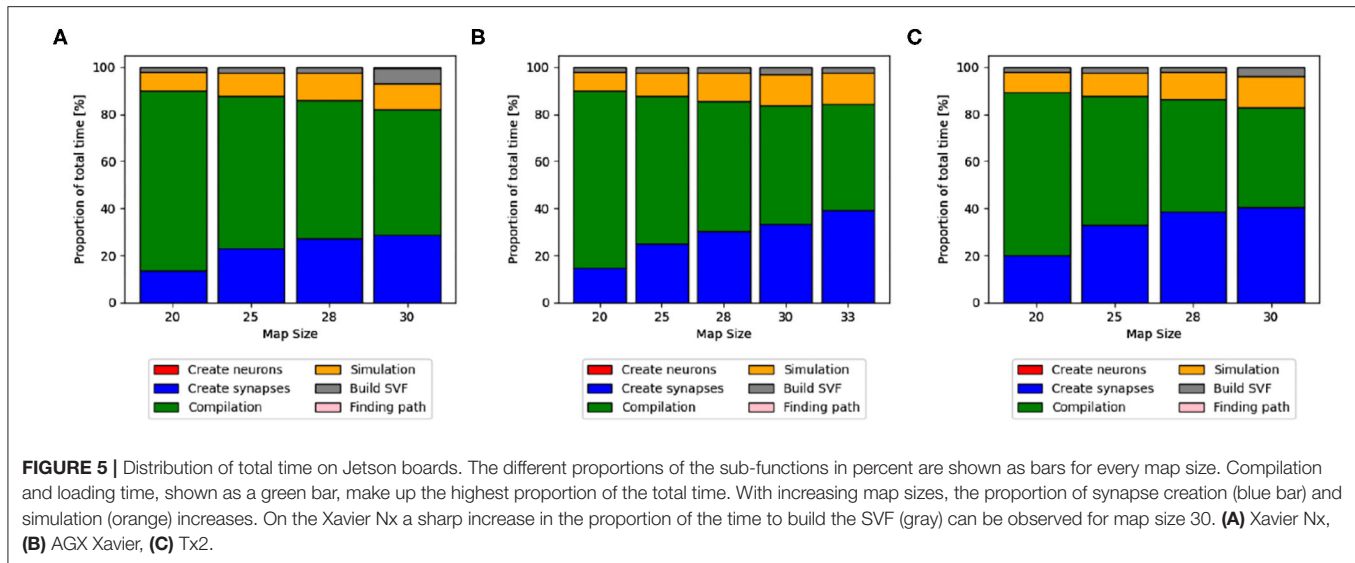 A
Proportion of total time [%]
100
80
60
40
20
0
20 25 28 30
Map Size
Create neurons Simulation
Create synapses Build SVF
Compilation Finding path
B
Proportion of total time [%]
100
80
60
40
20
0
20 25 28 30 33
Map Size
Create neurons Simulation
Create synapses Build SVF
Compilation Finding path
C
Proportion of total time [%]
100
80
60
40
20
0
20 25 28 30
Map Size
Create neurons Simulation
Create synapses Build SVF
Compilation Finding path
FIGURE 5 | Distribution of total time on Jetson boards. The different proportions of the sub-functions in percent are shown as bars for every map size. Compilation
and loading time, shown as a green bar, make up the highest proportion of the total time. With increasing map sizes, the proportion of synapse creation (blue bar) and
simulation (orange) increases. On the Xavier Nx a sharp increase in the proportion of the time to build the SVF (gray) can be observed for map size 30. (A) Xavier Nx,
(B) AGX Xavier, (C) Tx2.